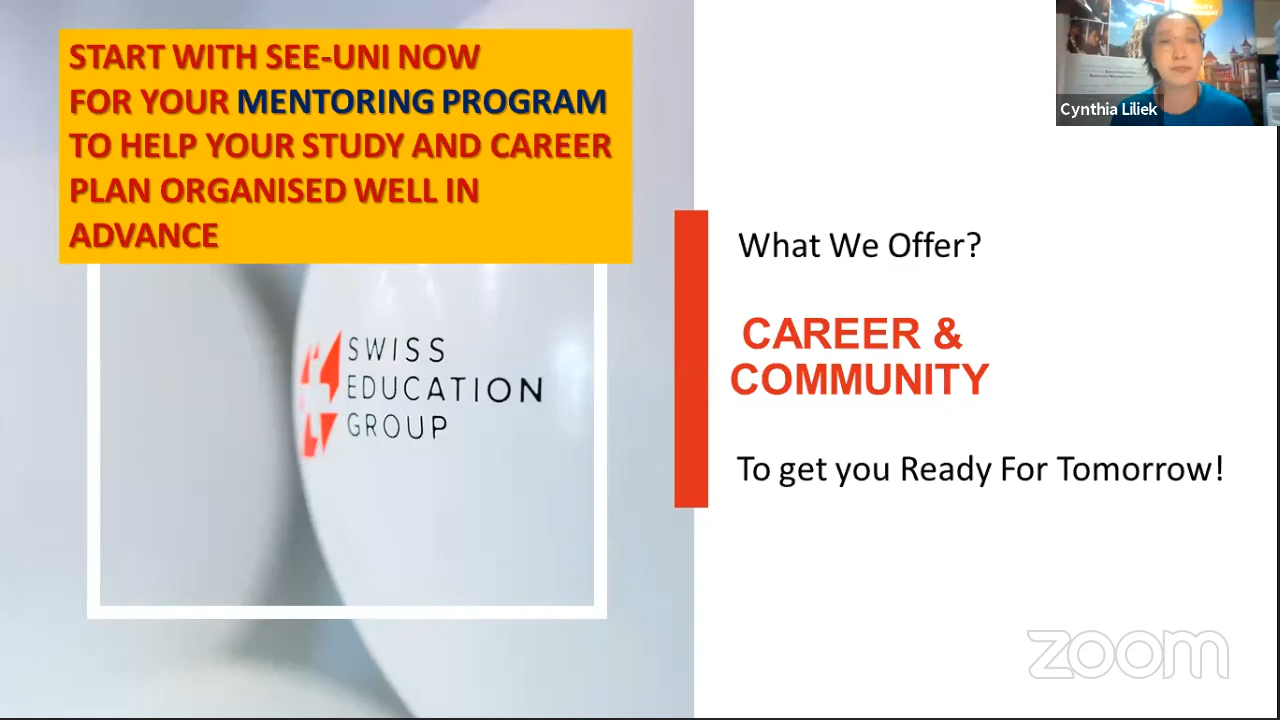 START WITH SEE-UNI NOW
FOR YOUR MENTORING PROGRAM
TO HELP YOUR STUDY AND CAREER
PLAN ORGANISED WELL IN
ADVANCE
SWISS
EDUCATION
GROUP
What We Offer?
CAREER &
COMMUNITY
To get you Ready For Tomorrow!
Cynthia Liliek
zoom